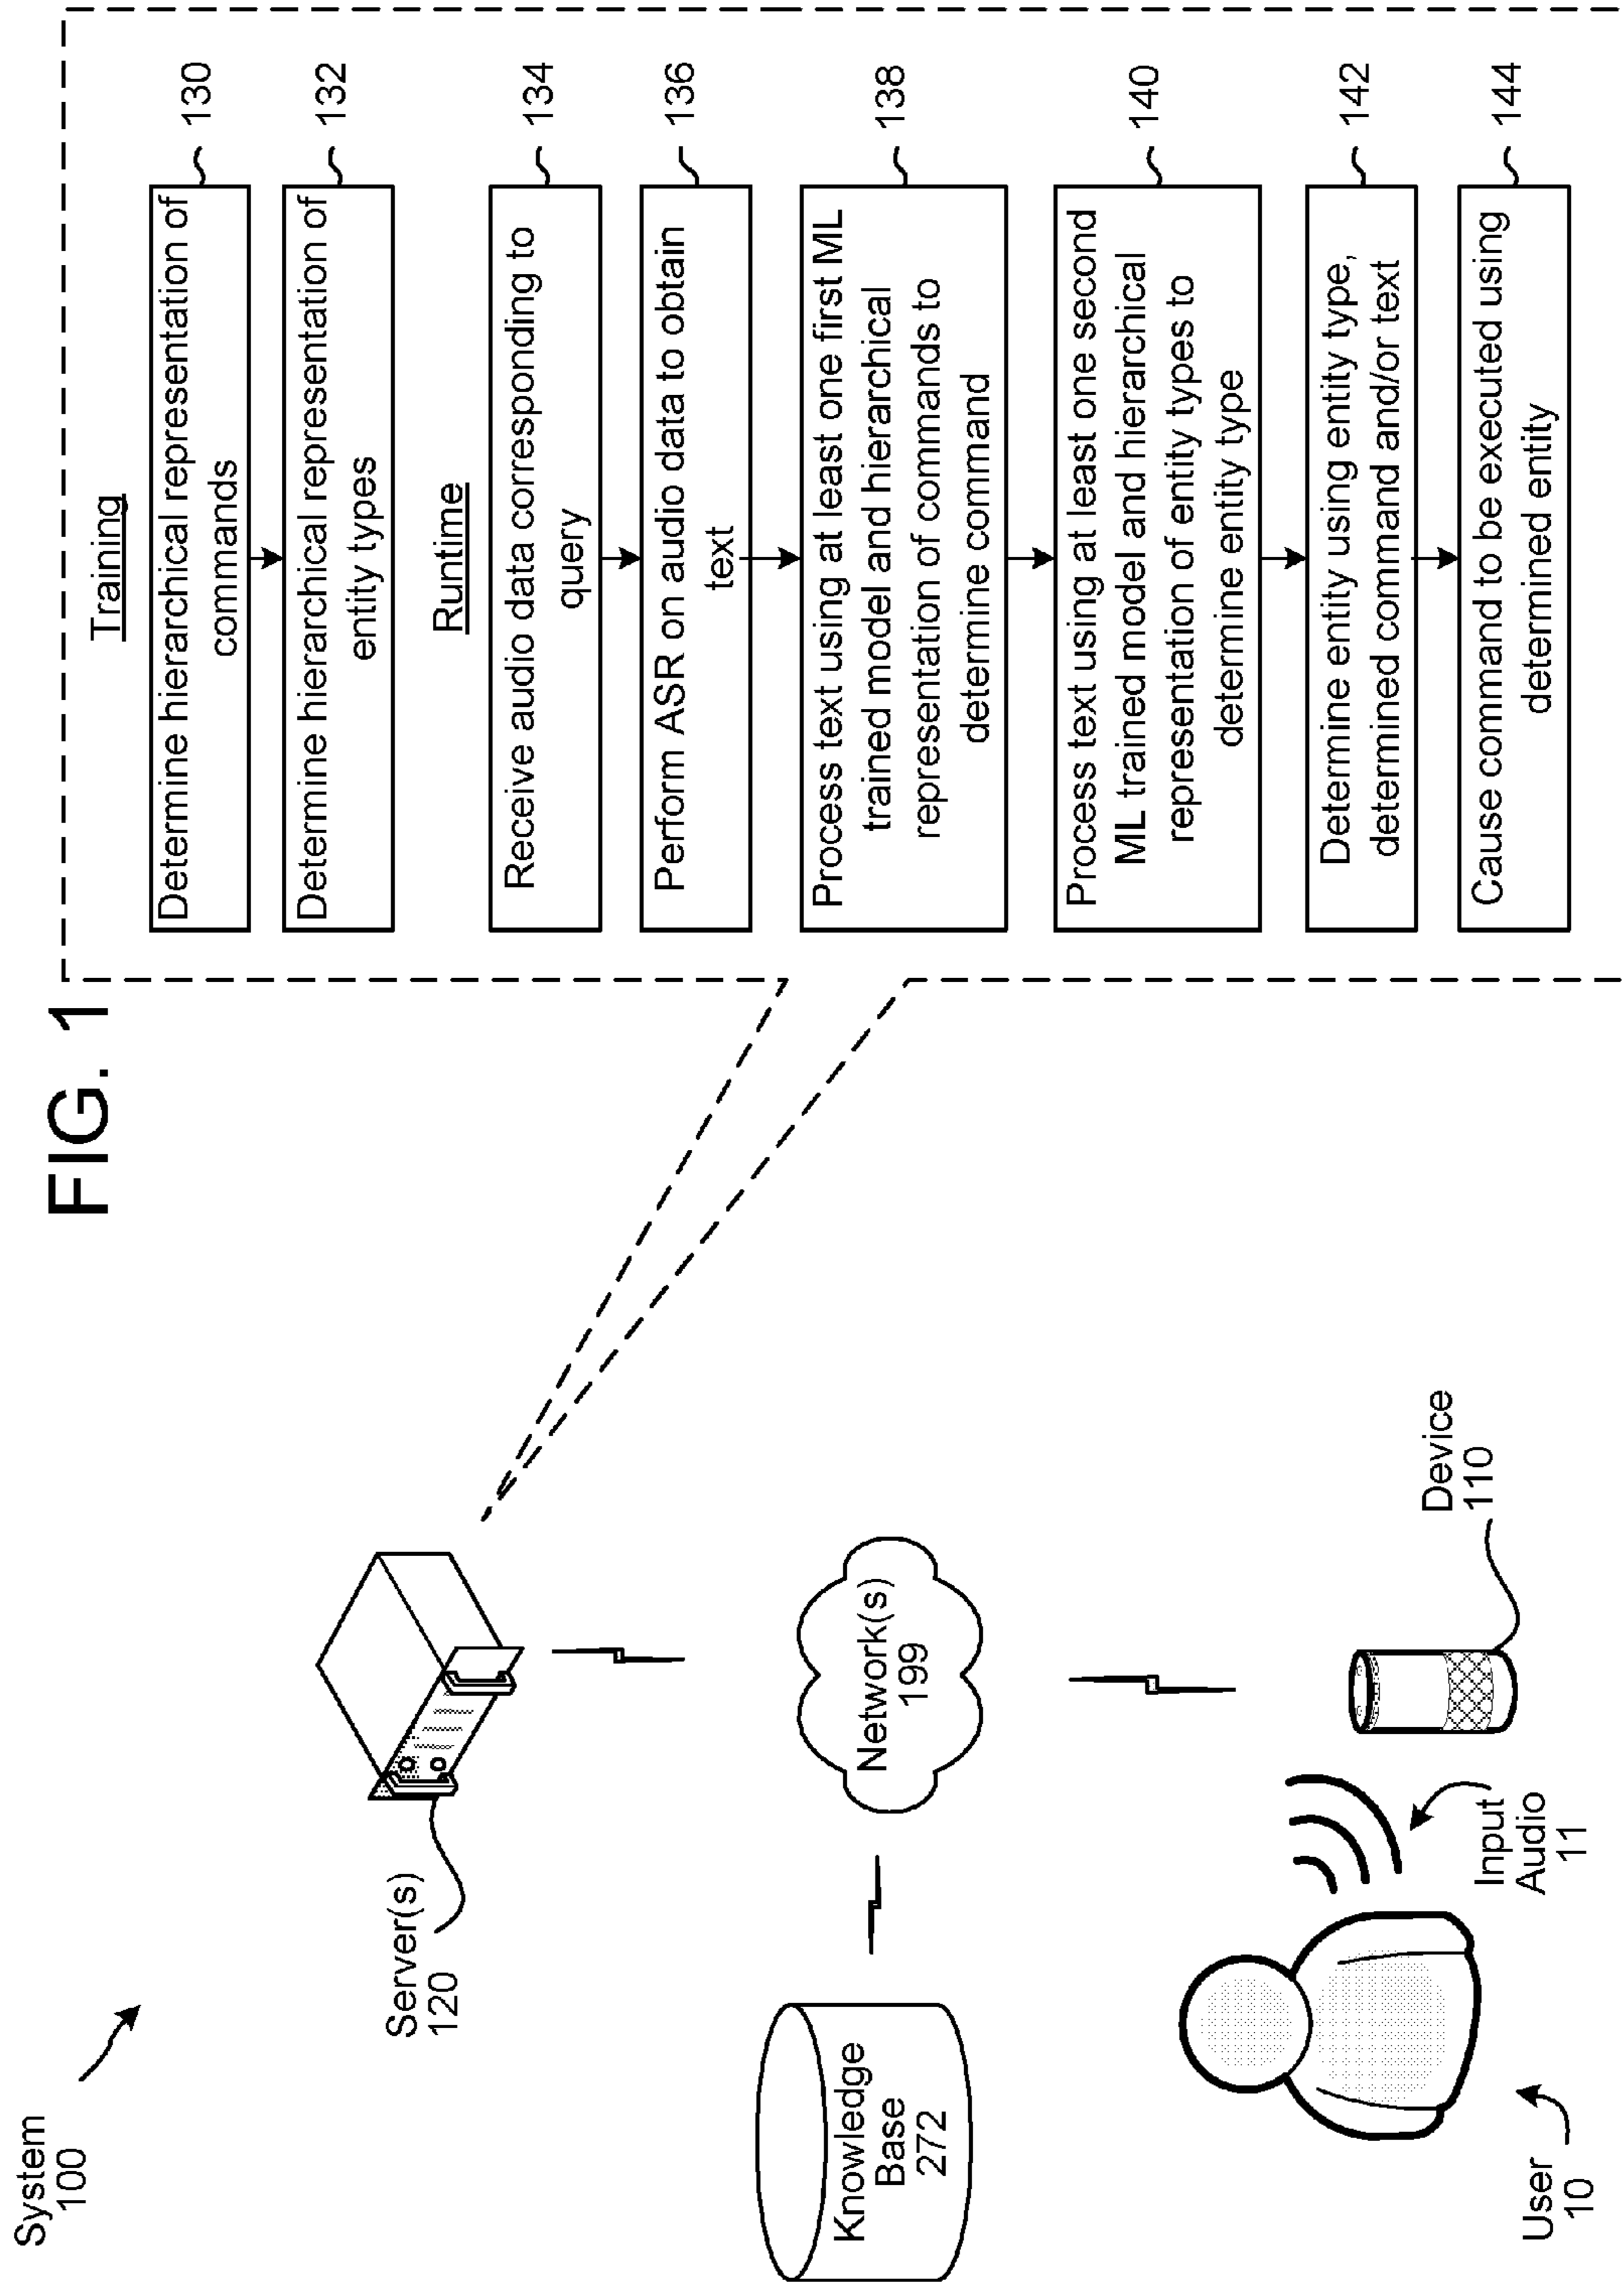 FIG. 1
System
100
Server(s)
120
Network(s)
199
Knowledge
Base
272
Device
110
Input
Audio
11
User
10
Training
Determine hierarchical representation of
commands
130
Determine hierarchical representation of
entity types
132
Runtime
Receive audio data corresponding to
query
134
Perform ASR on audio data to obtain
text
136
Process text using at least one first ML
trained model and hierarchical
representation of commands to
determine command
138
Process text using at least one second
ML trained model and hierarchical
representation of entity types to
determine entity type
140
Determine entity using entity type,
determined command and/or text
142
Cause command to be executed using
determined entity
144